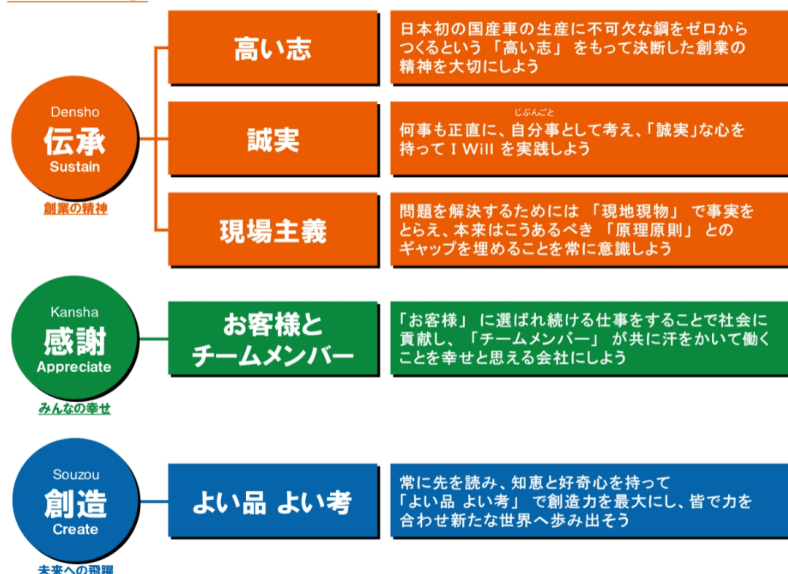 高い志
日本初の国産車の生産に不可欠な鋼をゼロから
つくるという「高い志」をもって決断した創業の
精神を大切にしよう
Densho
伝承
Sustain
創業の精神
誠実
じぶんごと
何事も正直に、自分事として考え、「誠実」な心を
持って I Will を実践しよう
現場主義
問題を解決するためには「現地現物」で事実を
とらえ、本来はこうあるべき「原理原則」との
ギャップを埋めることを常に意識しよう
Kansha
感謝
Appreciate
みんなの幸せ
お客様と
チームメンバー
「お客様」に選ばれ続ける仕事をすることで社会に
貢献し、「チームメンバー」が共に汗をかいて働く
ことを幸せと思える会社にしよう
Souzou
創造
Create
未来への飛躍
よい品 よい考
常に先を読み、知恵と好奇心を持って
「よい品 よい考」で創造力を最大にし、皆で力を
合わせ新たな世界へ歩み出そう